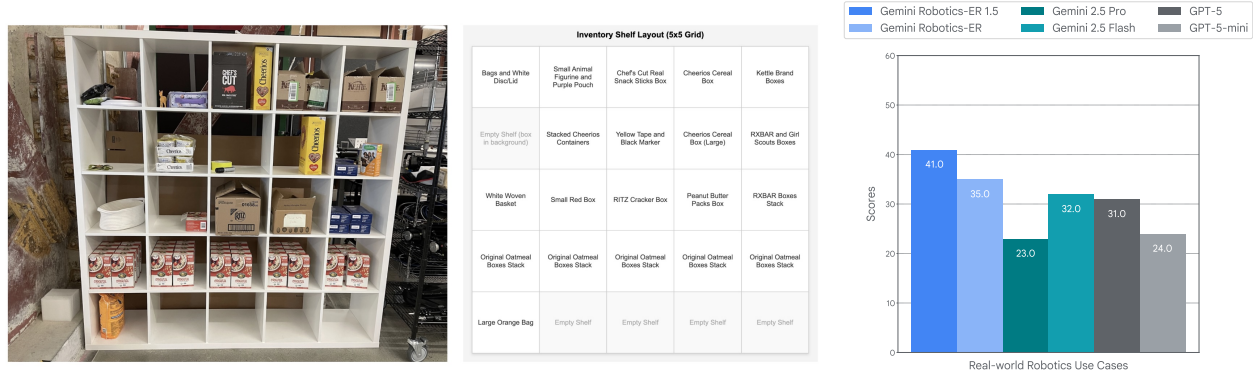 CHEF'S
CUT
Cheerios
Cheerios
Cheerios
RITZ
Inventory Shelf Layout (5x5 Grid)
Bags and White
Disc/Lid
Small Animal
Figurine and
Purple Pouch
Chef's Cut Real
Snack Sticks Box
Cheerios Cereal
Box
Kettle Brand
Boxes
Empty Shelf (box
in background)
Stacked Cheerios
Containers
Yellow Tape and
Black Marker
Cheerios Cereal
Box (Large)
RXBAR and Girl
Scouts Boxes
White Woven
Basket
Small Red Box
RITZ Cracker Box
Peanut Butter
Packs Box
RXBAR Boxes
Stack
Original Oatmeal
Boxes Stack
Original Oatmeal
Boxes Stack
Original Oatmeal
Boxes Stack
Original Oatmeal
Boxes Stack
Original Oatmeal
Boxes Stack
Large Orange Bag
Empty Shelf
Empty Shelf
Empty Shelf
Empty Shelf
Gemini Robotics-ER 1.5
Gemini 2.5 Pro
GPT-5
Gemini Robotics-ER
Gemini 2.5 Flash
GPT-5-mini
60
50
40
30
20
10
0
Scores
41.0
35.0
23.0
32.0
31.0
24.0
Real-world Robotics Use Cases